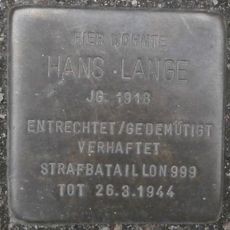 HIER WOHNTE
HANS LANGE
JG. 1918
ENTRECHTET/GEDEMÜTIGT
VERHAFTET
STRAFBATAILLON 999
TOT 26.3.1944